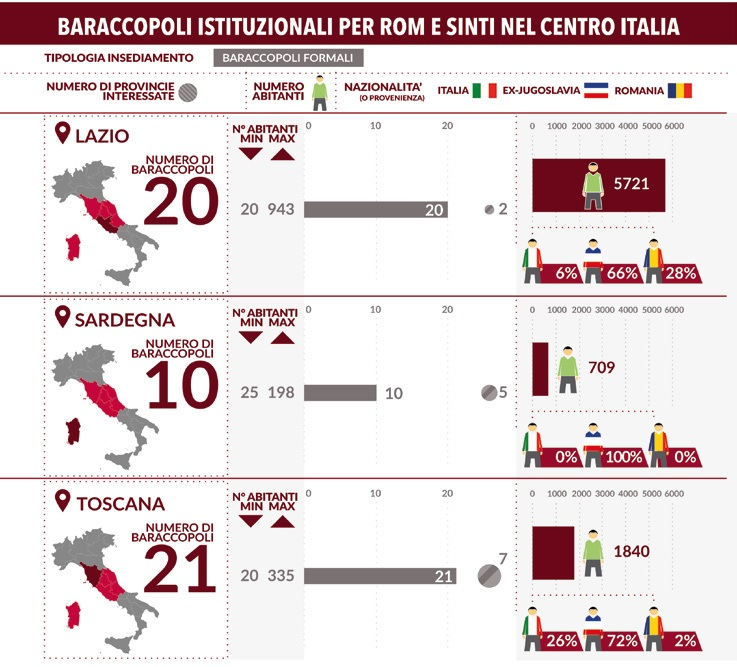 BARACCOPOLI ISTITUZIONALI PER ROM E SINTI NEL CENTRO ITALIA
TIPOLOGIA INSEDIAMENTO BARACCOPOLI FORMALI
NUMERO DI PROVINCIE
INTERESSATE
NUMERO
ABITANTI
NAZIONALITA'
(O PROVENIENZA)
ITALIA EX-JUGOSLAVIA ROMANIA
LAZIO
NUMERO DI
BARACCOPOLI
20
N° ABITANTI
MIN MAX
20 943
0 10 20
20
2
0 1000 2000 3000 4000 5000 6000
5721
6% 66% 28%
SARDEGNA
NUMERO DI
BARACCOPOLI
10
N° ABITANTI
MIN MAX
25 198
0 10 20
10
5
0 1000 2000 3000 4000 5000 6000
709
0% 100% 0%
TOSCANA
NUMERO DI
BARACCOPOLI
21
N° ABITANTI
MIN MAX
20 335
0 10 20
21
7
0 1000 2000 3000 4000 5000 6000
1840
26% 72% 2%